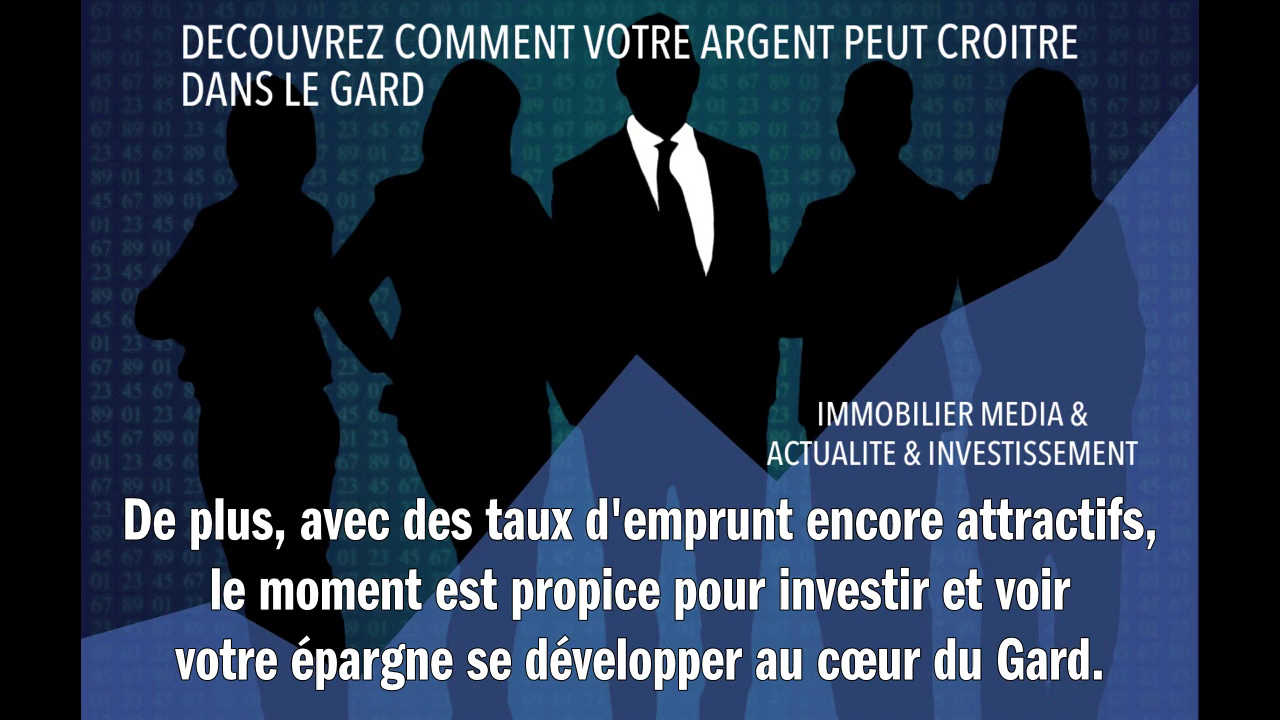 DECOUVREZ COMMENT VOTRE ARGENT PEUT CROITRE
DANS LE GARD
IMMOBILIER MEDIA &
ACTUALITE & INVESTISSEMENT
De plus, avec des taux d'emprunt encore attractifs,
le moment est propice pour investir et voir
votre épargne se développer au cœur du Gard.